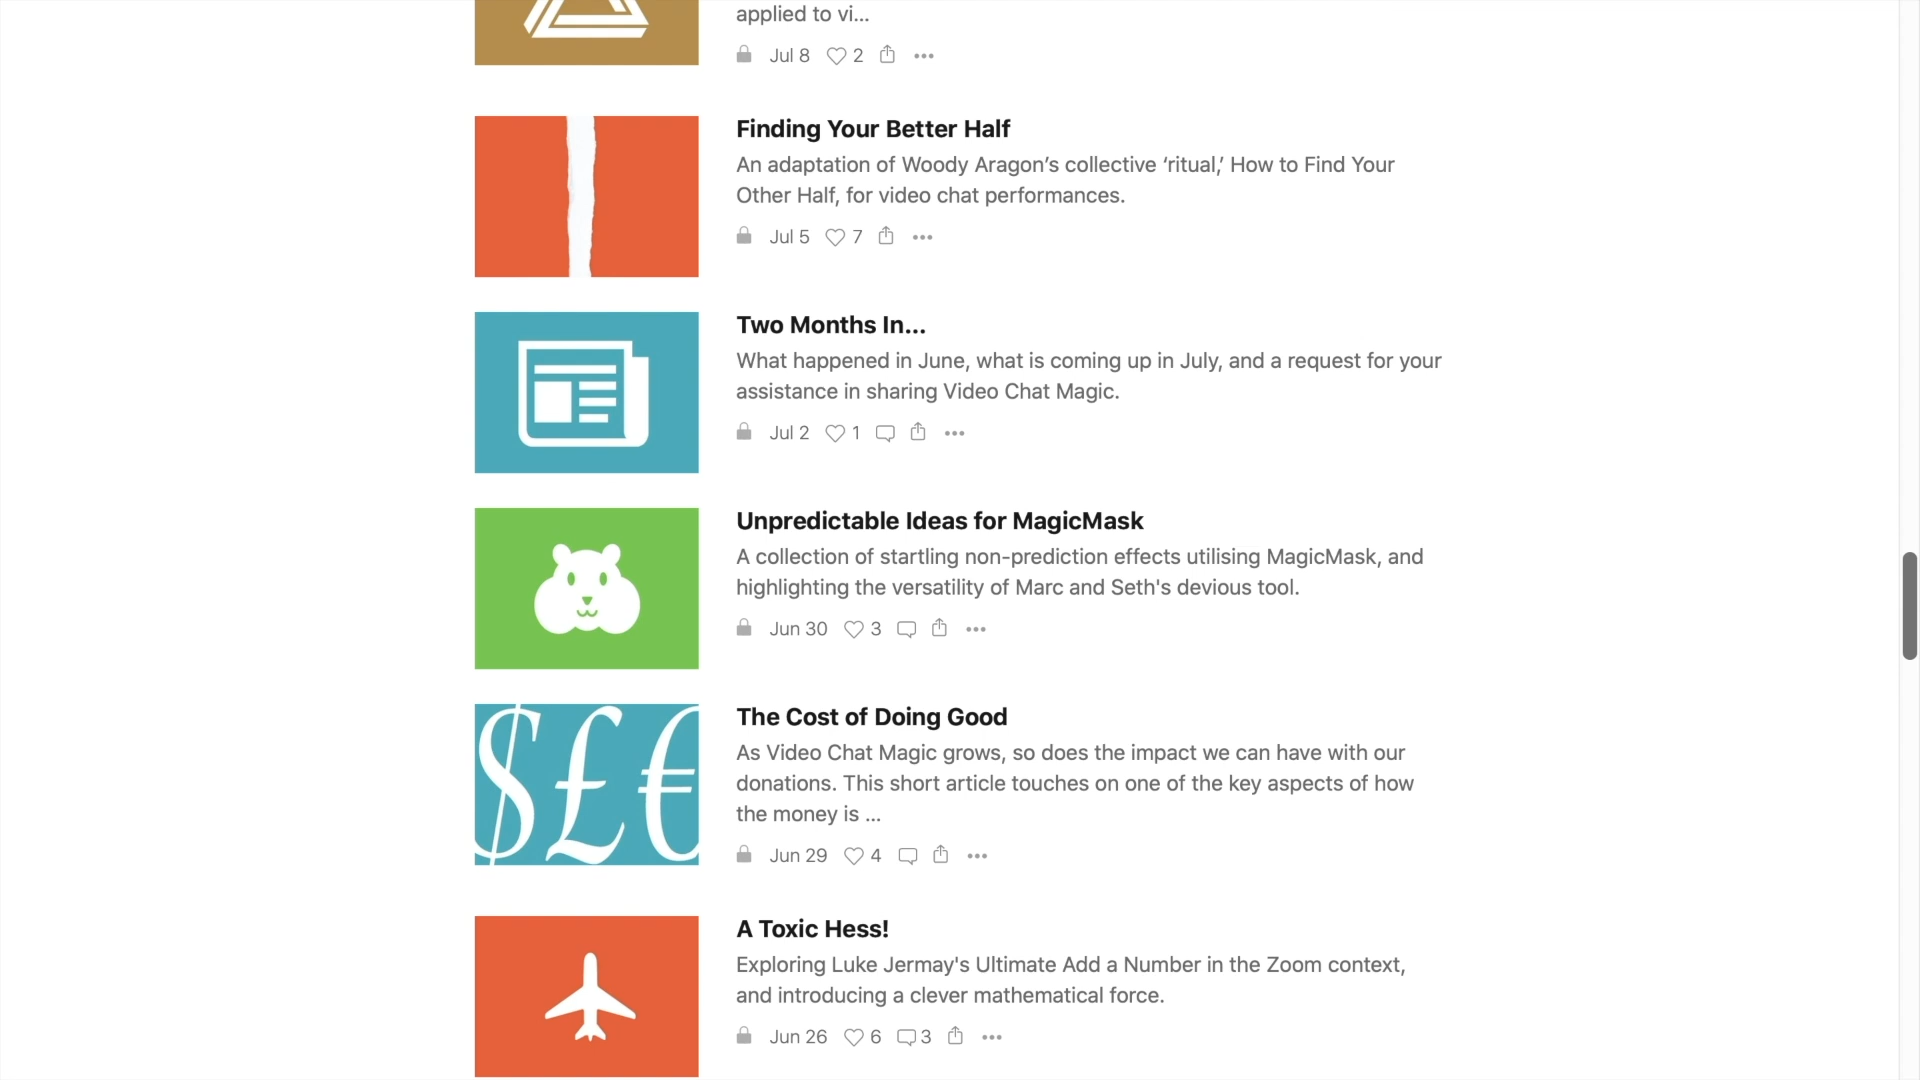 applied to vi...
Jul 8 2
Finding Your Better Half
An adaptation of Woody Aragon’s collective ‘ritual,’ How to Find Your
Other Half, for video chat performances.
Jul 5 7
Two Months In...
What happened in June, what is coming up in July, and a request for your
assistance in sharing Video Chat Magic.
Jul 2 1
Unpredictable Ideas for MagicMask
A collection of startling non-prediction effects utilising MagicMask, and
highlighting the versatility of Marc and Seth's devious tool.
Jun 30 3
$£€
The Cost of Doing Good
As Video Chat Magic grows, so does the impact we can have with our
donations. This short article touches on one of the key aspects of how
the money is ...
Jun 29 4
A Toxic Hess!
Exploring Luke Jermay's Ultimate Add a Number in the Zoom context,
and introducing a clever mathematical force.
Jun 26 6 3